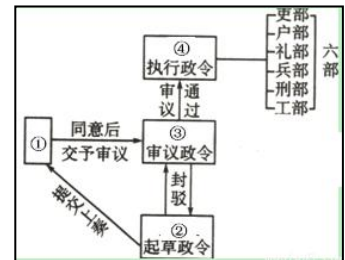 ④
执行政令
吏部
户部
礼部
兵部
刑部
工部
六部
审议
通过
①
同意后
交予审议
③
审议政令
封驳
提交上奏
②
起草政令